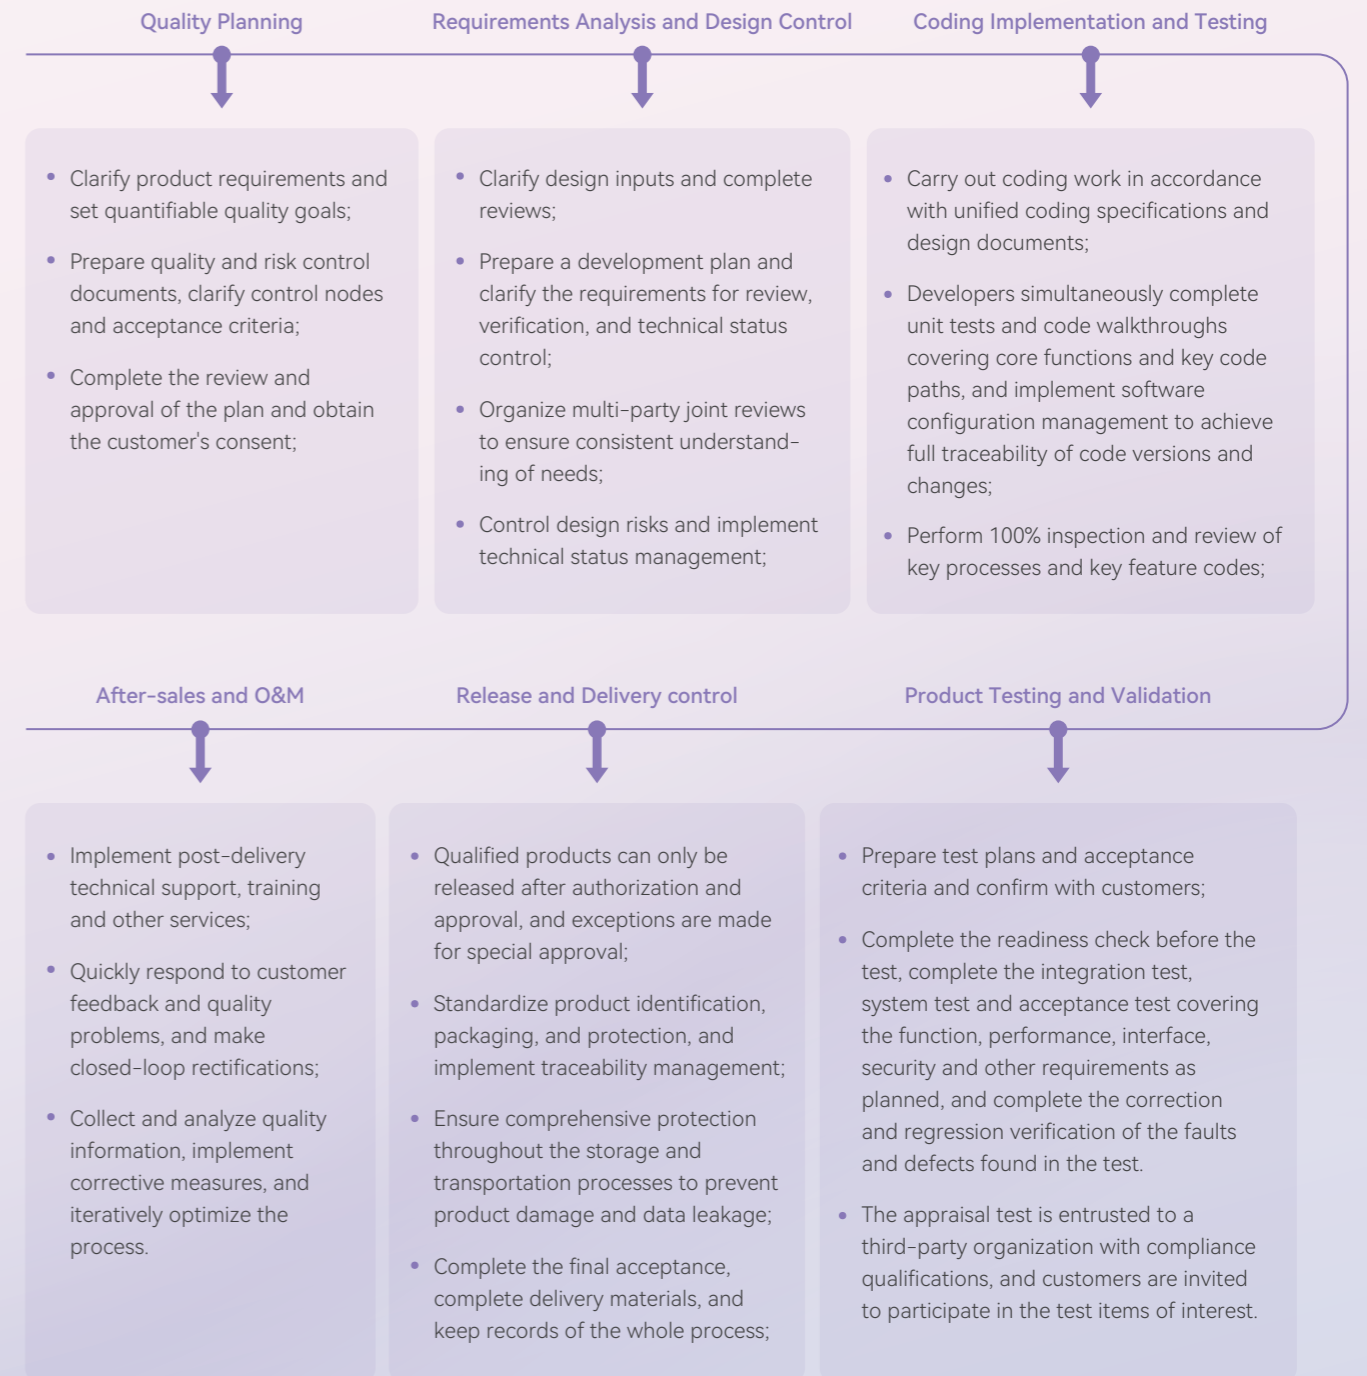 Quality Planning
Clarify product requirements and
set quantifiable quality goals;
Prepare quality and risk control
documents, clarify control nodes
and acceptance criteria;
Complete the review and
approval of the plan and obtain
the customer's consent;
Requirements Analysis and Design Control
Clarify design inputs and complete
reviews;
Prepare a development plan and
clarify the requirements for review,
verification, and technical status
control;
Organize multi-party joint reviews
to ensure consistent understand-
ing of needs;
Control design risks and implement
technical status management;
Coding Implementation and Testing
Carry out coding work in accordance
with unified coding specifications and
design documents;
Developers simultaneously complete
unit tests and code walkthroughs
covering core functions and key code
paths, and implement software
configuration management to achieve
full traceability of code versions and
changes;
Perform 100% inspection and review of
key processes and key feature codes;
After-sales and O&M
Implement post-delivery
technical support, training
and other services;
Quickly respond to customer
feedback and quality
problems, and make
closed-loop rectifications;
Collect and analyze quality
information, implement
corrective measures, and
iteratively optimize the
process.
Release and Delivery control
Qualified products can only be
released after authorization and
approval, and exceptions are made
for special approval;
Standardize product identification,
packaging, and protection, and
implement traceability management;
Ensure comprehensive protection
throughout the storage and
transportation processes to prevent
product damage and data leakage;
Complete the final acceptance,
complete delivery materials, and
keep records of the whole process;
Product Testing and Validation
Prepare test plans and acceptance
criteria and confirm with customers;
Complete the readiness check before the
test, complete the integration test,
system test and acceptance test covering
the function, performance, interface,
security and other requirements as
planned, and complete the correction
and regression verification of the faults
and defects found in the test.
The appraisal test is entrusted to a
third-party organization with compliance
qualifications, and customers are invited
to participate in the test items of interest.